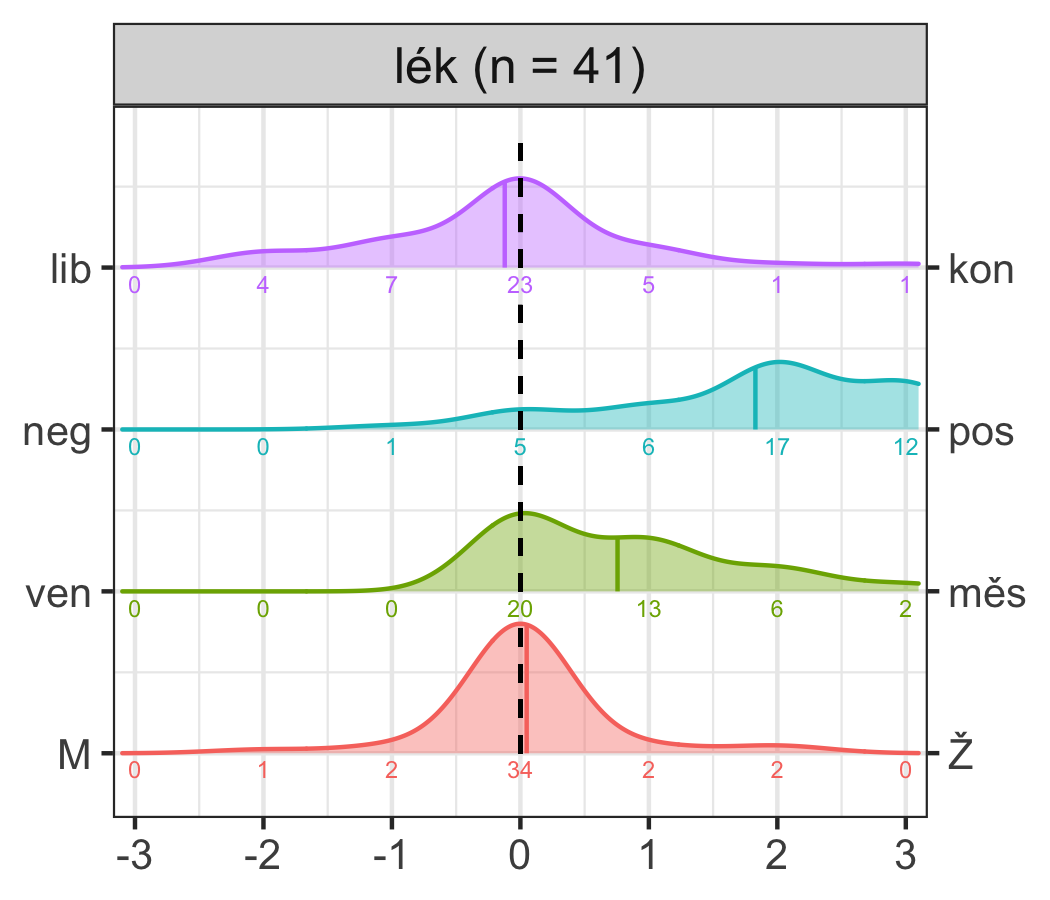 lék (n = 41)
lib kon
0 4 7 23 5 1 1
neg pos
0 0 1 5 6 17 12
ven měs
0 0 0 20 13 6 2
M Ž
0 1 2 34 2 2 0
-3 -2 -1 0 1 2 3